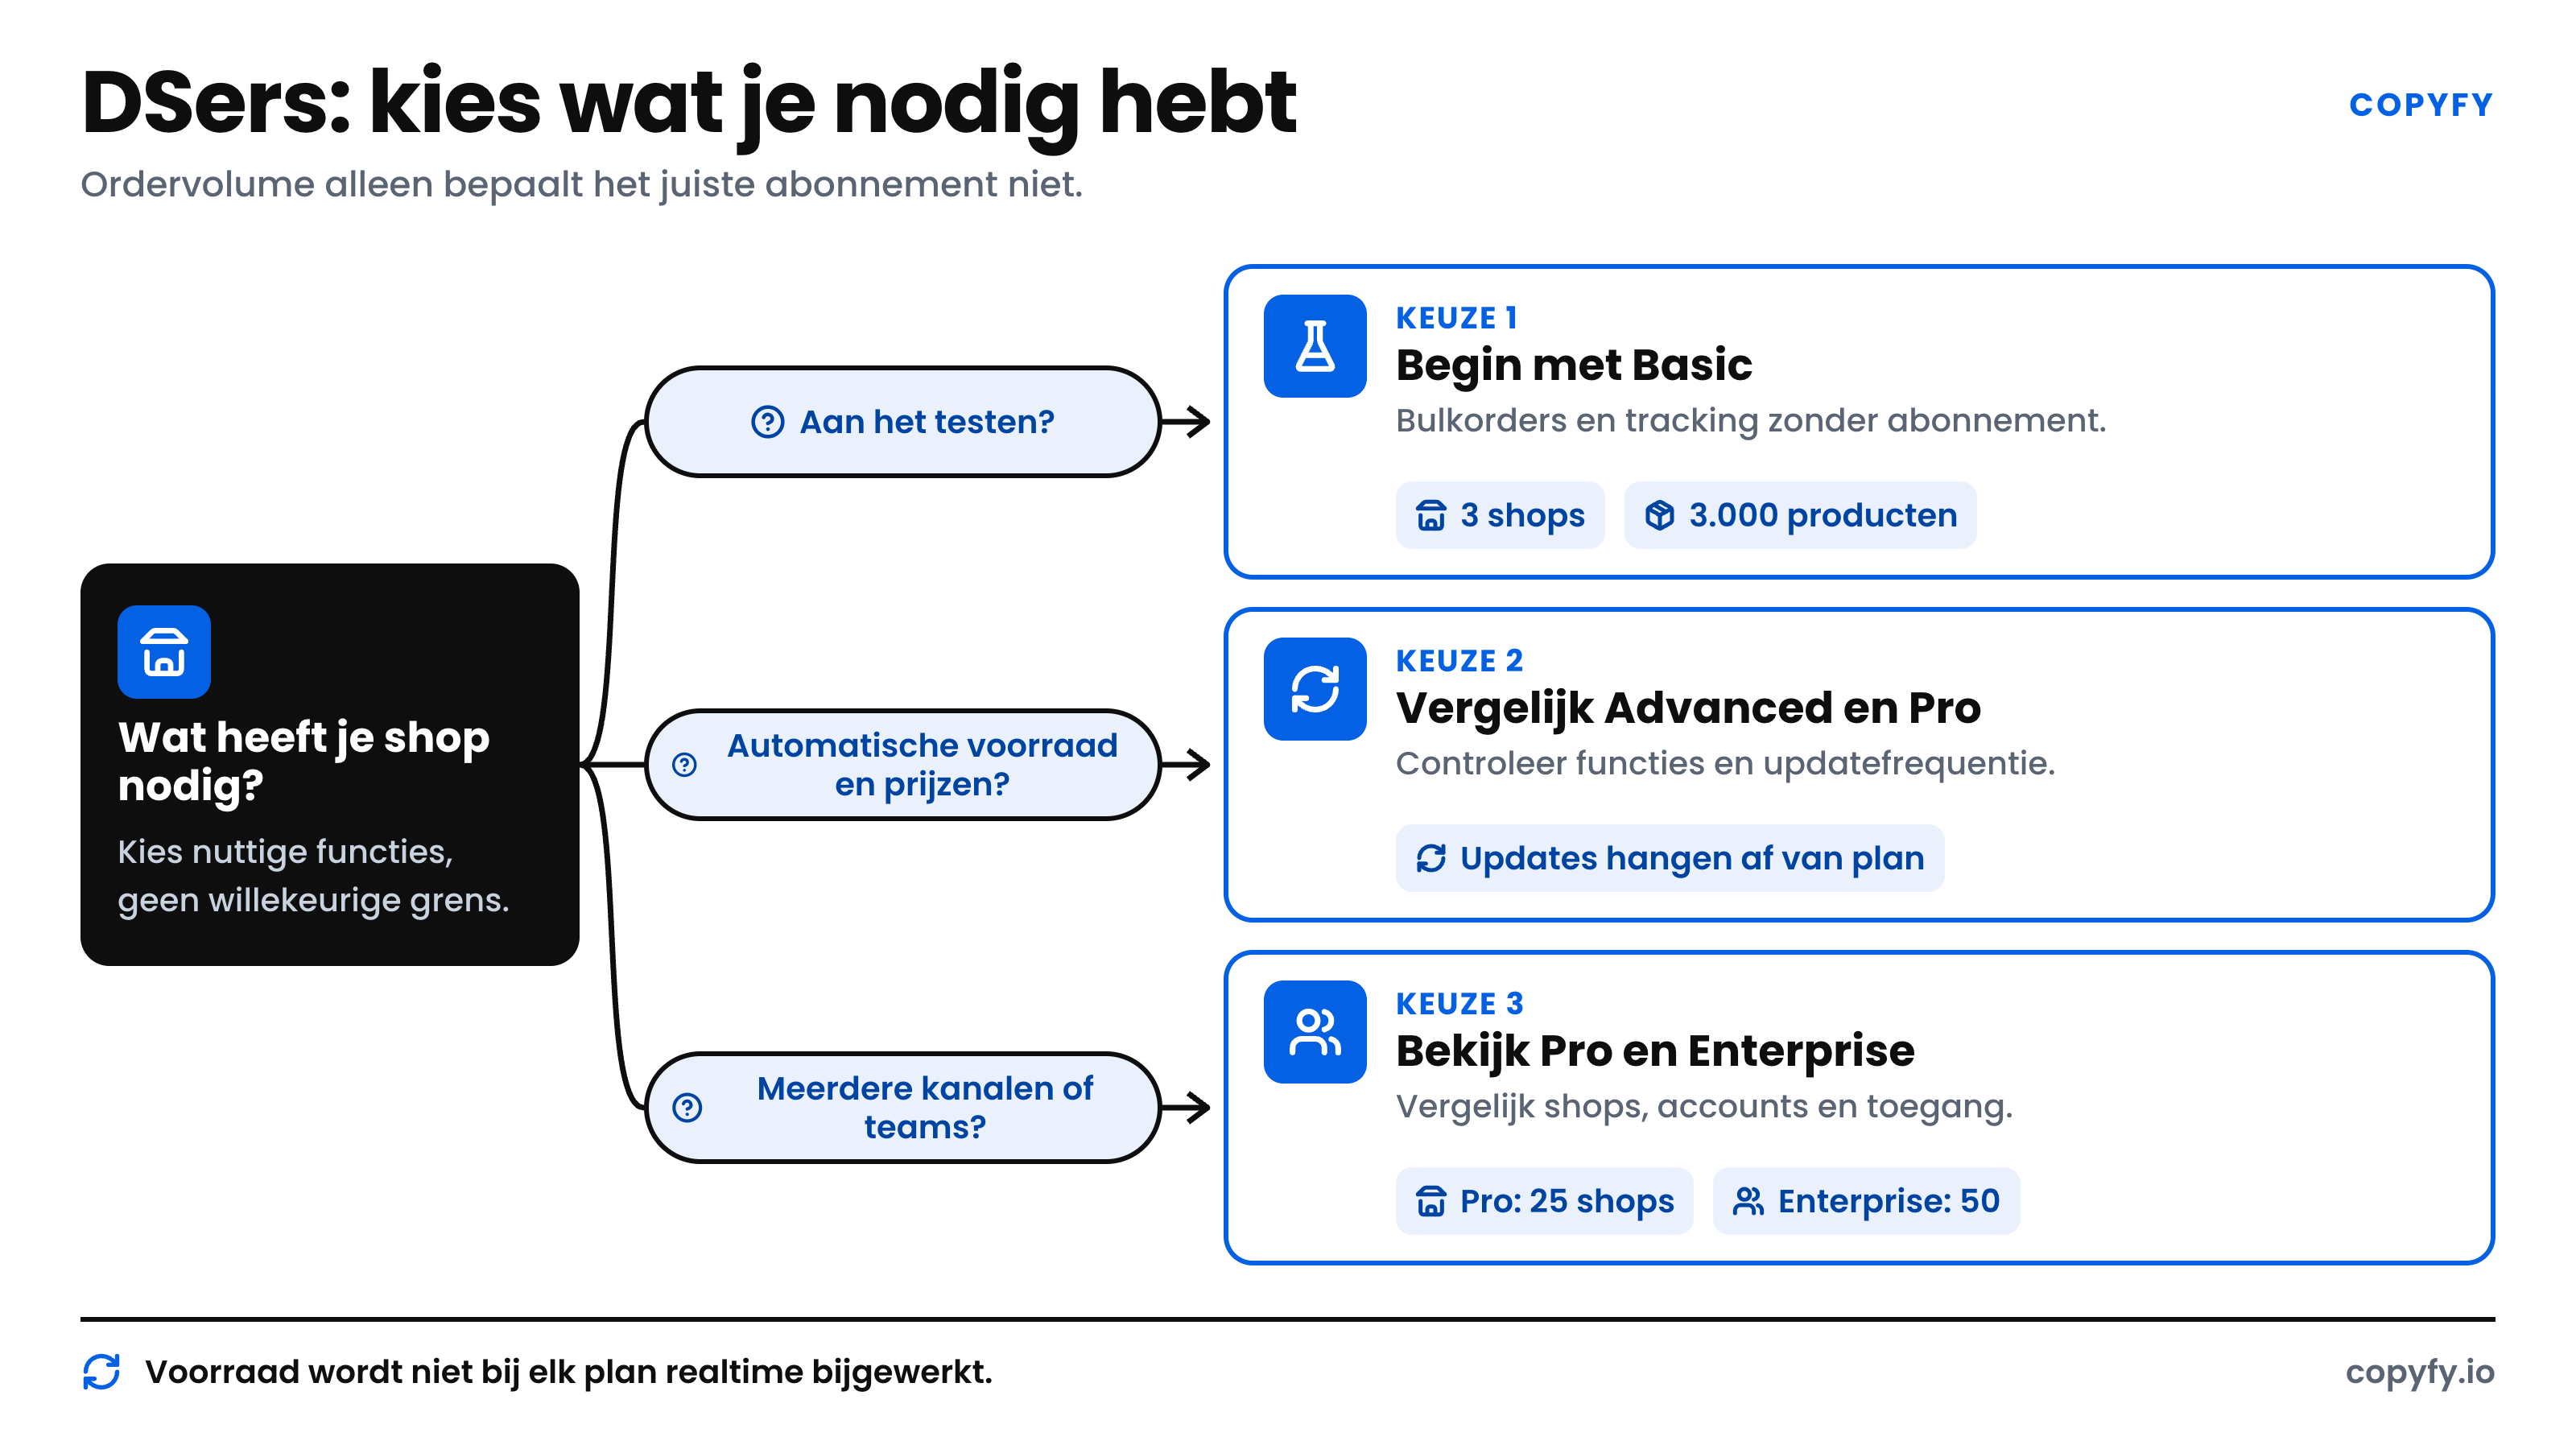 DSers: kies wat je nodig hebt
COPYFY
Ordervolume alleen bepaalt het juiste abonnement niet.
Wat heeft je shop
nodig?
Kies nuttige functies,
geen willekeurige grens.
Aan het testen?
KEUZE 1
Begin met Basic
Bulkorders en tracking zonder abonnement.
3 shops
3.000 producten
Automatische voorraad
en prijzen?
KEUZE 2
Vergelijk Advanced en Pro
Controleer functies en updatefrequentie.
Updates hangen af van plan
Meerdere kanalen of
teams?
KEUZE 3
Bekijk Pro en Enterprise
Vergelijk shops, accounts en toegang.
Pro: 25 shops
Enterprise: 50
Voorraad wordt niet bij elk plan realtime bijgewerkt.
copyfy.io